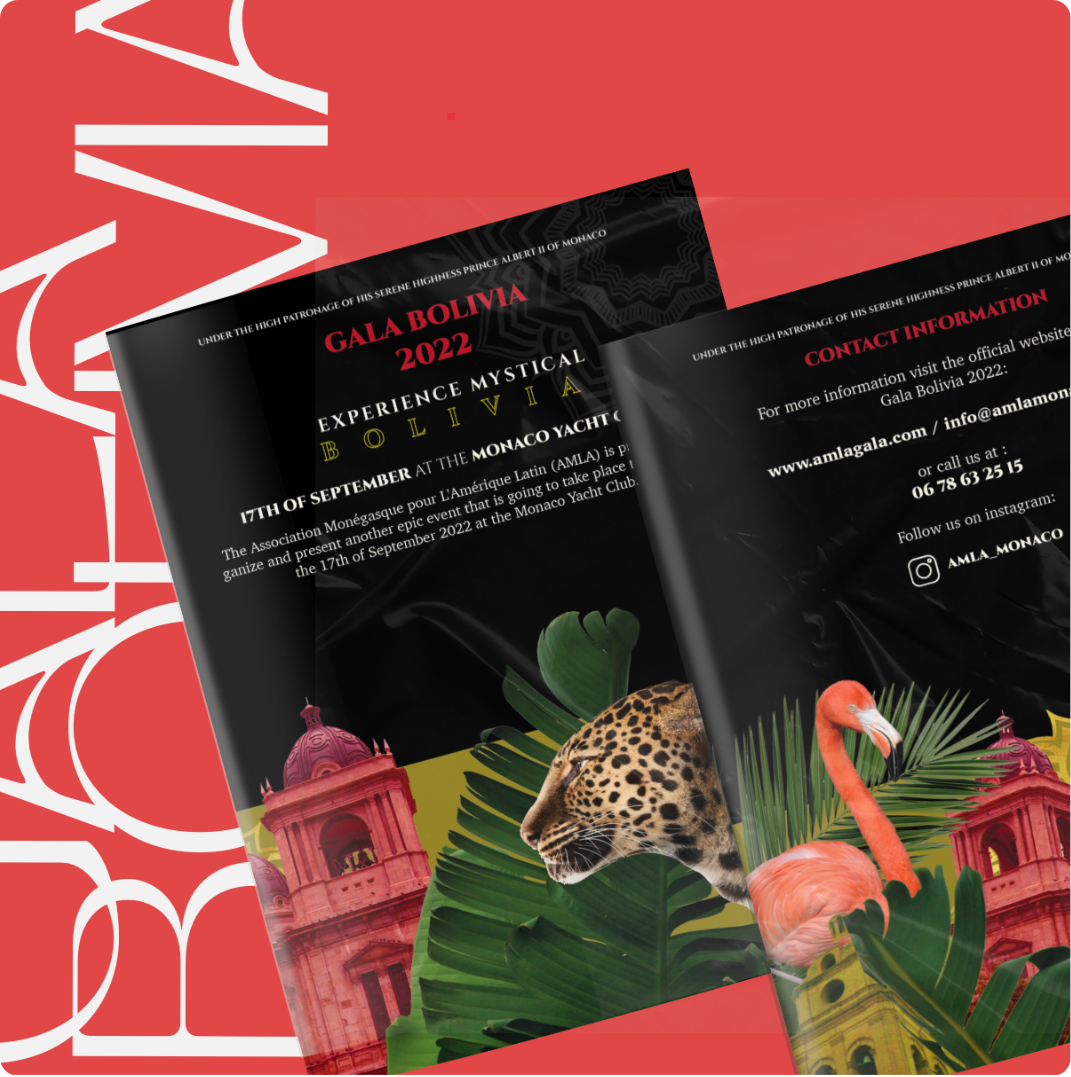 GALA
BOLIVIA
UNDER THE HIGH PATRONAGE OF HIS SERENE HIGHNESS PRINCE ALBERT II OF MONACO
GALA BOLIVIA
2022
EXPERIENCE MYSTICAL
BOLIVIA
17TH OF SEPTEMBER AT THE MONACO YACHT
The Association Monégasque pour L'Amérique Latin (AMLA) is
ganize and present another epic event that is going to take place
the 17th of September 2022 at the Monaco Yacht Club.
UNDER THE HIGH PATRONAGE OF HIS SERENE HIGHNESS PRINCE ALBERT II OF
CONTACT INFORMATION
For more information visit the official website
Gala Bolivia 2022:
www.amlagala.com /
or call us at :
06 78 63 25 15
Follow us on instagram:
AMLA_MONACO